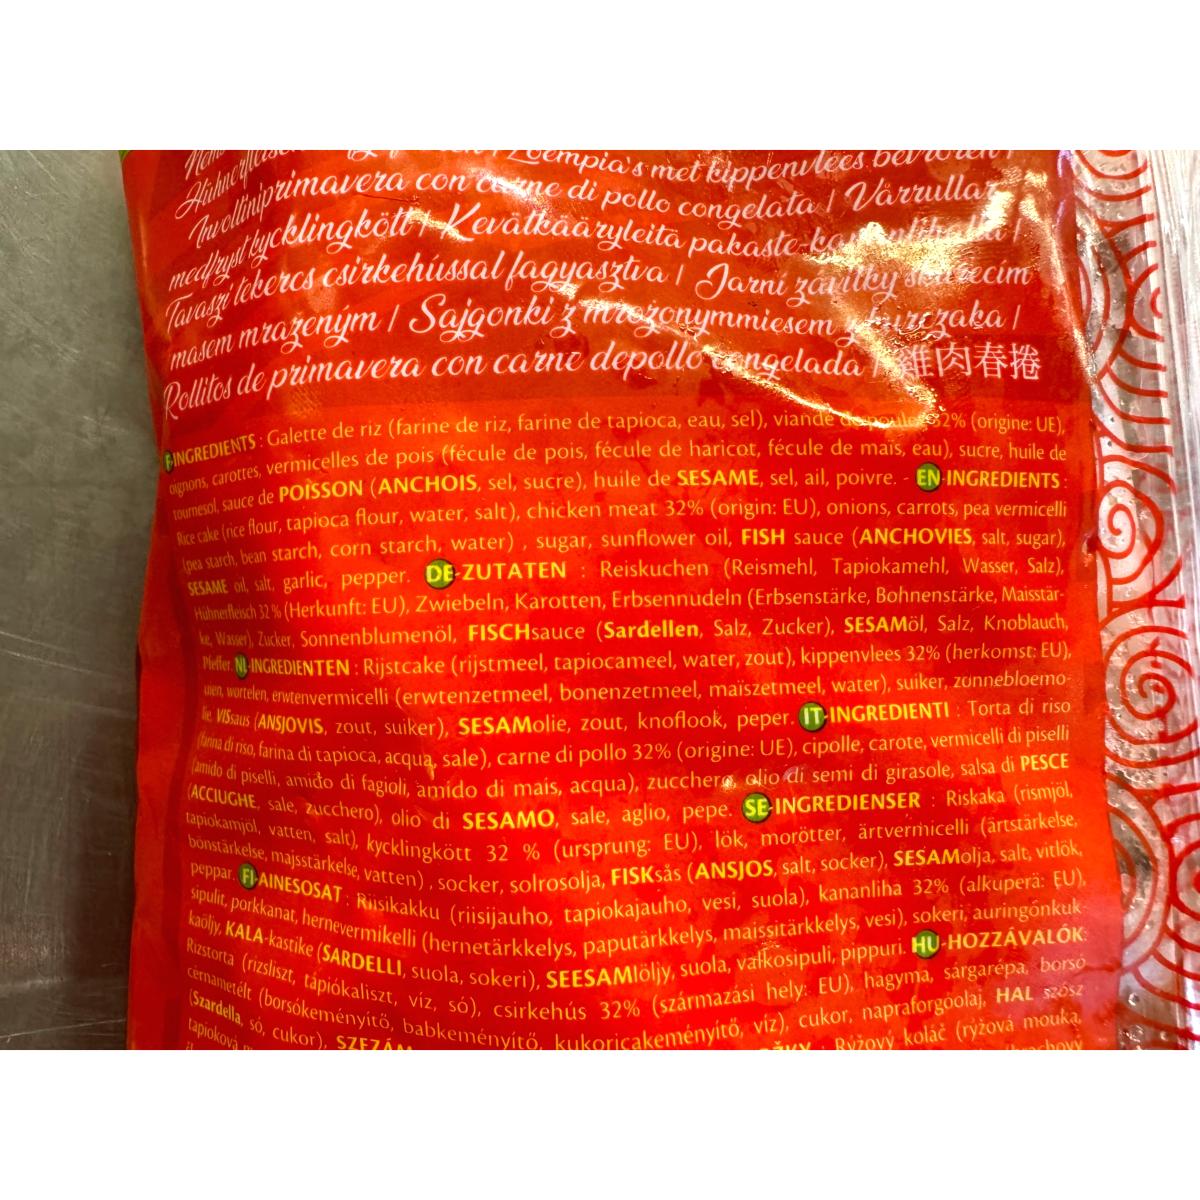 Loempia's met kippenvlees bevroren |
Involtini primavera con carne di pollo congelata | Vårrullar
medfryst kycklingkött | Kevätkääryleitä pakaste-
Tavaszi tekercs csirkehússal fagyasztva | Jarní závitky s kuřecím
masem mrazeným | Sajgonki z mrożonymmiesem z kurczaka |
Rollitos de primavera con carne depollo congelada | 雞肉春捲
F-INGREDIENTS : Galette de riz (farine de riz, farine de tapioca, eau, sel), viande de poulet 32% (origine: UE),
oignons, carottes, vermicelles de pois (fécule de pois, fécule de haricot, fécule de maïs, eau), sucre, huile de
tournesol, sauce de POISSON (ANCHOIS, sel, sucre), huile de SESAME, sel, ail, poivre. - EN-INGREDIENTS :
Rice cake (rice flour, tapioca flour, water, salt), chicken meat 32% (origin: EU), onions, carrots, pea vermicelli
(pea starch, bean starch, corn starch, water) , sugar, sunflower oil, FISH sauce (ANCHOVIES, salt, sugar),
SESAME oil, salt, garlic, pepper. DE-ZUTATEN : Reiskuchen (Reismehl, Tapiokamehl, Wasser, Salz),
Hühnerfleisch 32 % (Herkunft: EU), Zwiebeln, Karotten, Erbsennudeln (Erbsenstärke, Bohnenstärke, Maisstär-
ke, Wasser), Zucker, Sonnenblumenöl, FISCHsauce (Sardellen, Salz, Zucker), SESAMöl, Salz, Knoblauch,
Pfeffer. NL-INGREDIENTEN : Rijstcake (rijstmeel, tapiocameel, water, zout), kippenvlees 32% (herkomst: EU),
uien, wortelen, erwtenvermicelli (erwtenzetmeel, bonenzetmeel, maïszetmeel, water), suiker, zonnebloemo-
lie, VISsaus (ANSJOVIS, zout, suiker), SESAMolie, zout, knoflook, peper. IT-INGREDIENTI : Torta di riso
(farina di riso, farina di tapioca, acqua, sale), carne di pollo 32% (origine: UE), cipolle, carote, vermicelli di piselli
(amido di piselli, amido di fagioli, amido di mais, acqua), zucchero, olio di semi di girasole, salsa di PESCE
(ACCIUGHE, sale, zucchero), olio di SESAMO, sale, aglio, pepe. SE-INGREDIENSER : Riskaka (rismjöl,
tapiokamjöl, vatten, salt), kycklingkött 32 % (ursprung: EU), lök, morötter, ärtvermicelli (ärtstärkelse,
bönstärkelse, majsstärkelse, vatten) , socker, solrosolja, FISKsås (ANSJOS, salt, socker), SESAMolja, salt, vitlök,
peppar. FI-AINESOSAT : Riisikakku (riisijauho, tapiokajauho, vesi, suola), kananliha 32% (alkuperä: EU),
sipulit, porkkanat, hernevermikelli (hernetärkkelys, paputärkkelys, maissitärkkelys, vesi), sokeri, auringonkuk
kaöljy, KALA-kastike (SARDELLI, suola, sokeri), SEESAMIöljy, suola, valkosipuli, pippuri. HU-HOZZÁVALÓK:
Rizstorta (rizsliszt, tápiókaliszt, víz, só), csirkehús 32% (származási hely: EU), hagyma, sárgarépa, borsó
cérnametélt (borsókeményítő, babkeményítő, kukoricakeményítő, víz), cukor, napraforgóolaj, HAL szósz
(Szardella, só, cukor), SZEZÁM Rýžový koláč (rýžová mouka,
tapioková